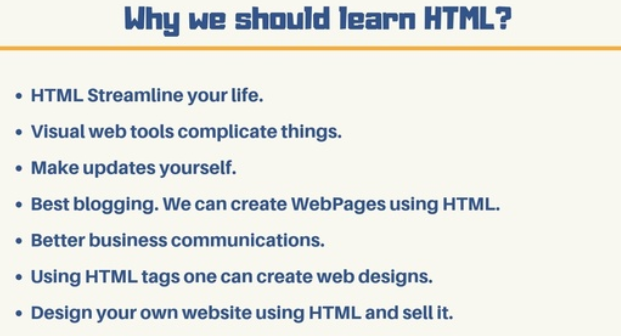 Why we should learn HTML?
• HTML Streamline your life.
• Visual web tools complicate things.
• Make updates yourself.
• Best blogging. We can create WebPages using HTML.
• Better business communications.
• Using HTML tags one can create web designs.
• Design your own website using HTML and sell it.